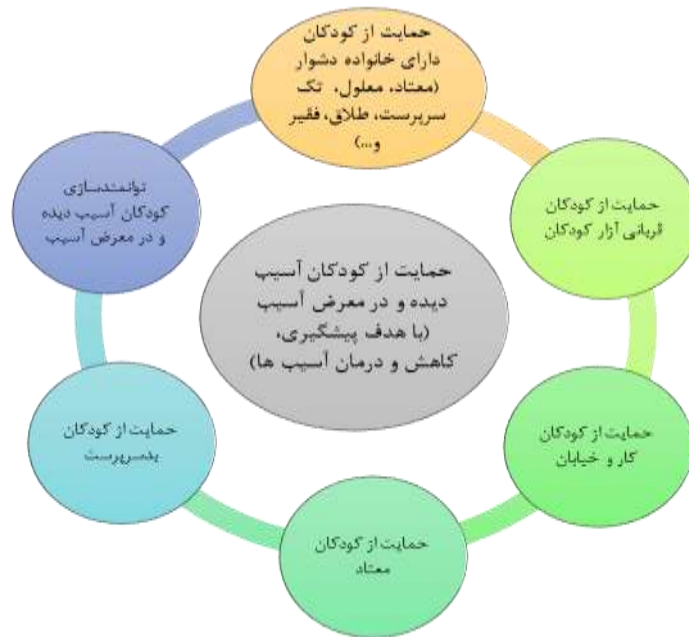 حمایت از کودکان
دارای خانواده دشوار
(معتاد، معلول، تک
سرپرست، طلاق، فقیر
و...)
حمایت از کودکان
قربانی آزار کودکان
حمایت از کودکان
کار و خیابان
حمایت از کودکان
معتاد
حمایت از کودکان
بدسرپرست
توانمندسازی
کودکان آسیب دیده
و در معرض آسیب
حمایت از کودکان آسیب
دیده و در معرض آسیب
(با هدف پیشگیری،
کاهش و درمان آسیب ها)